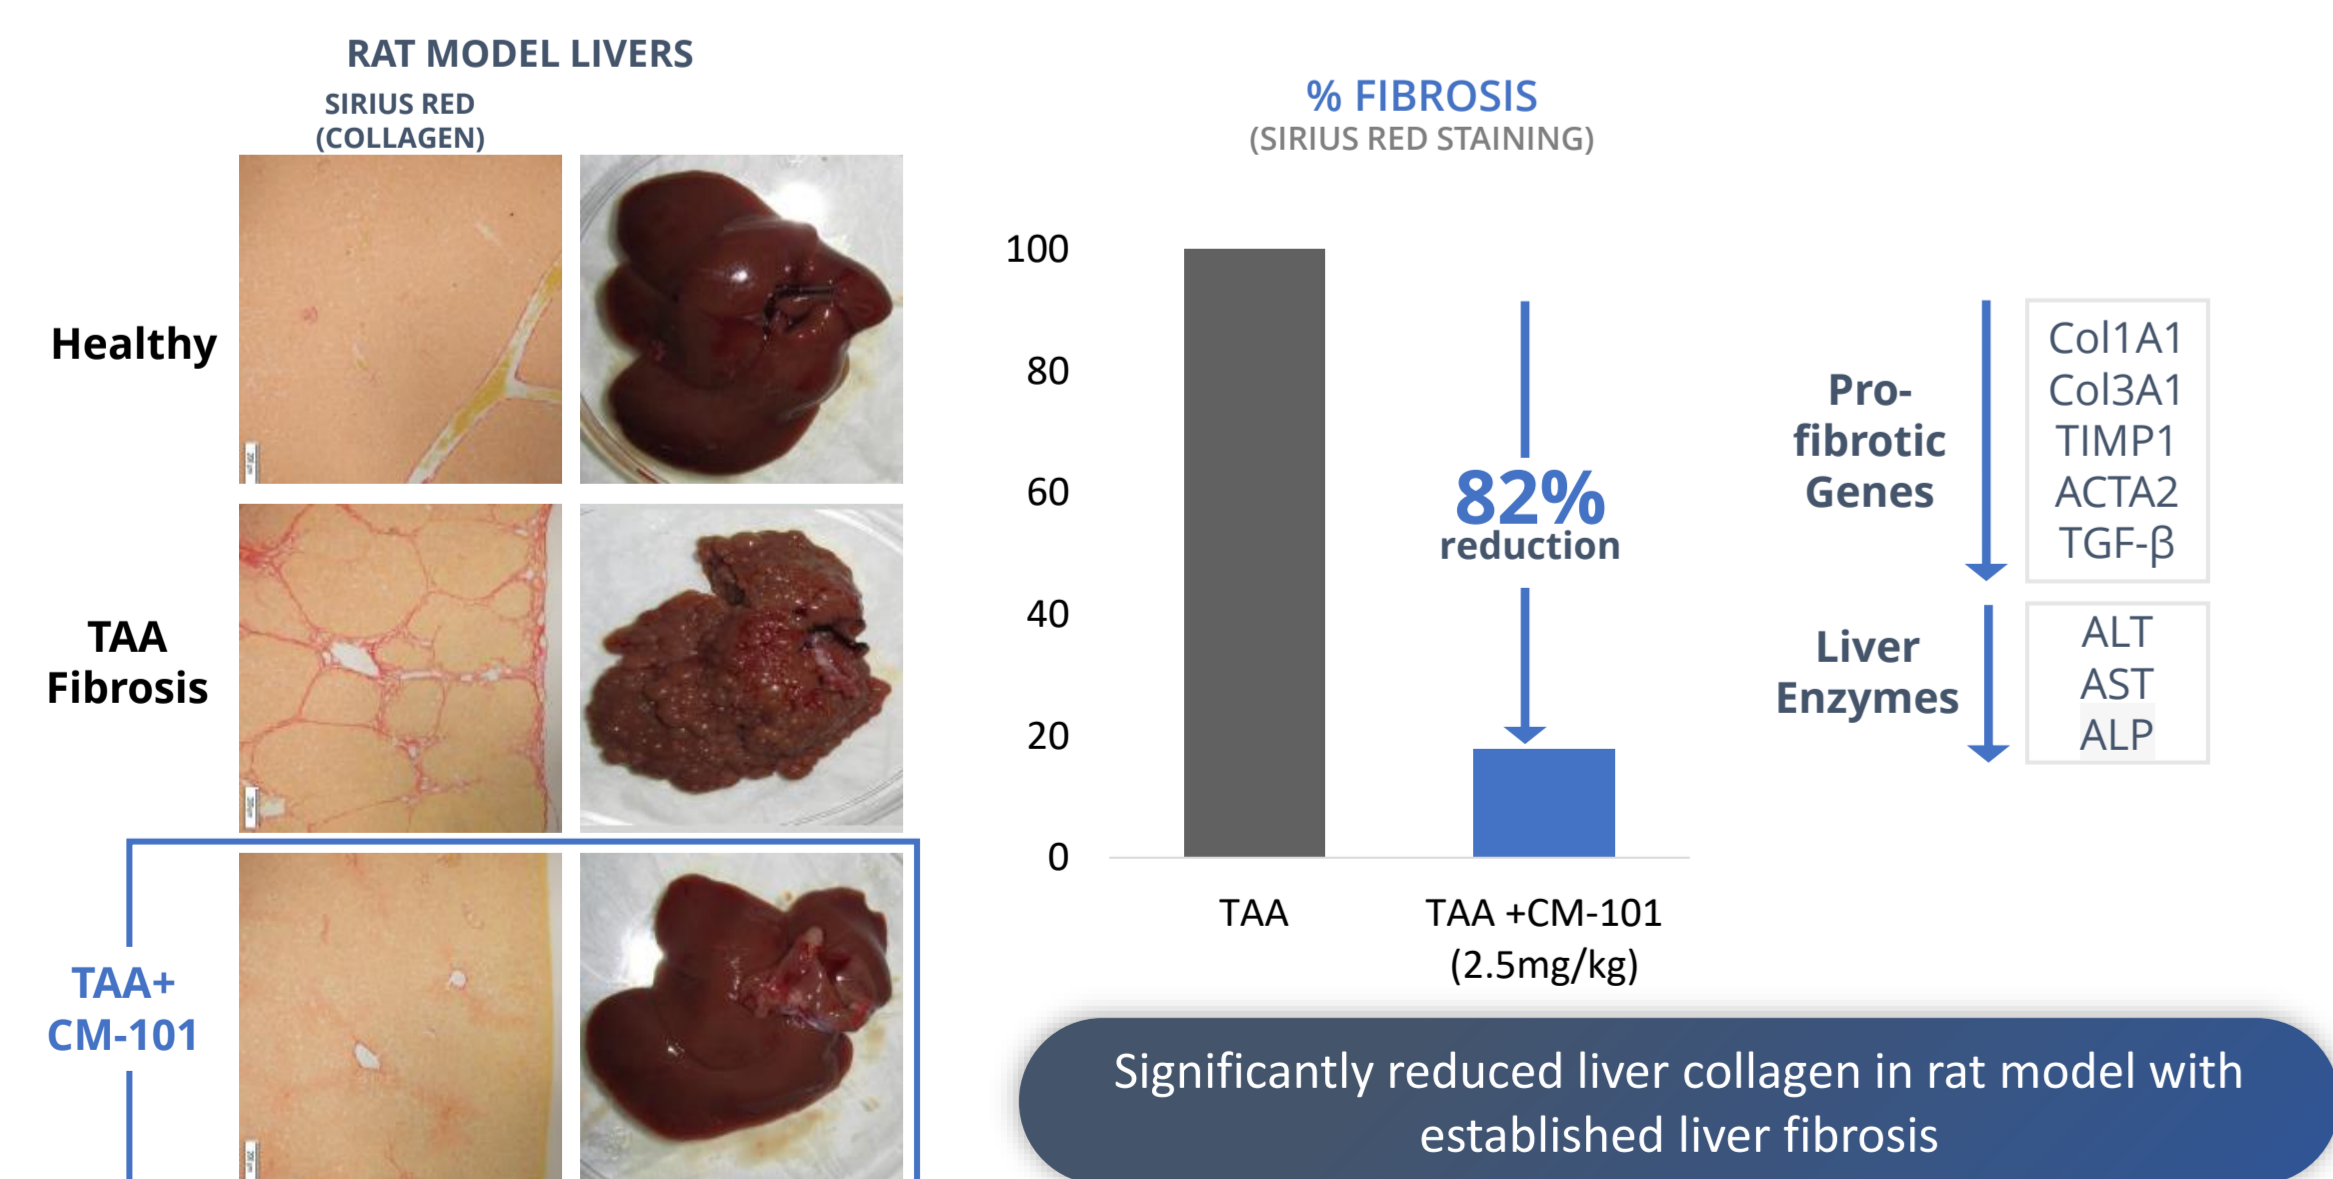 RAT MODEL LIVERS
SIRIUS RED
(COLLAGEN)
Healthy
TAA
Fibrosis
TAA+
CM-101
% FIBROSIS
(SIRIUS RED STAINING)
100
80
60
40
20
0
82%
reduction
TAA
TAA +CM-101
(2.5mg/kg)
Pro-
fibrotic
Genes
Col1A1
Col3A1
TIMP1
ACTA2
TGF-β
Liver
Enzymes
ALT
AST
ALP
Significantly reduced liver collagen in rat model with
established liver fibrosis